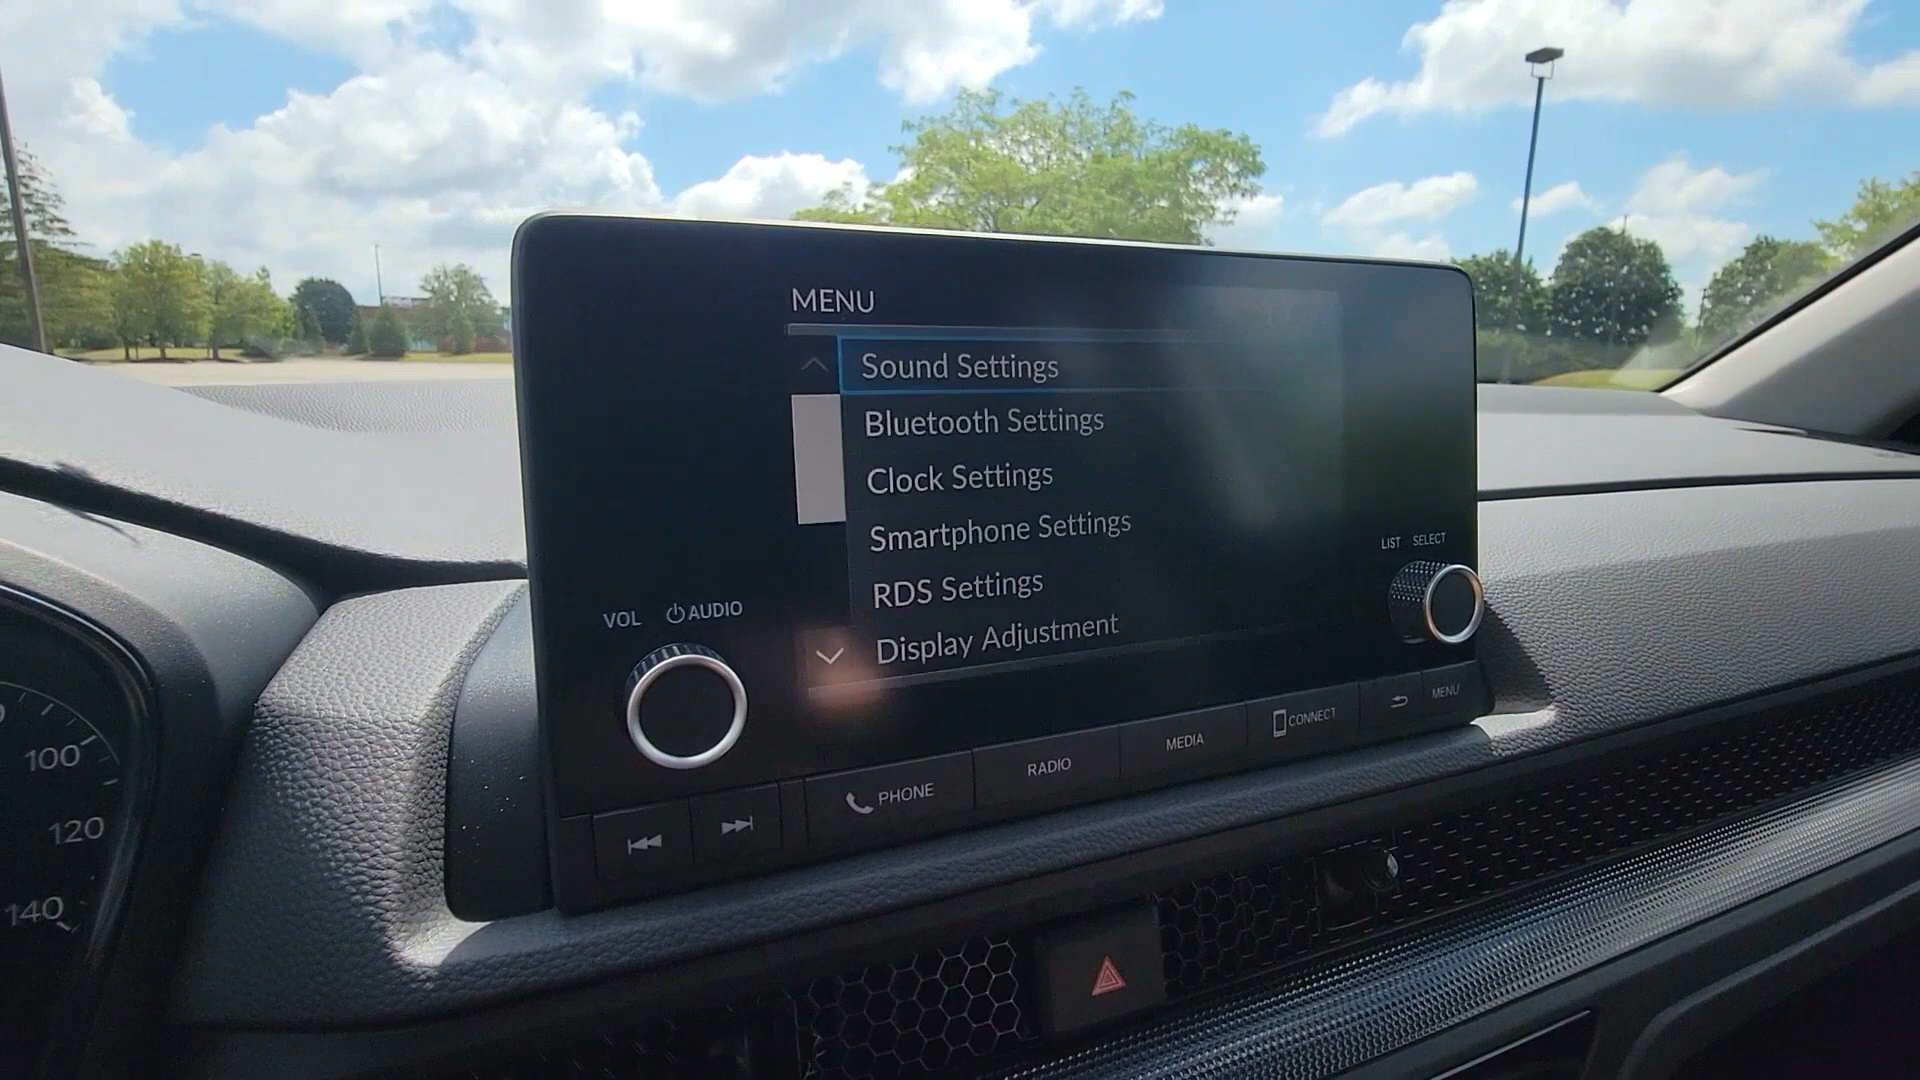 MENU
Sound Settings
Bluetooth Settings
Clock Settings
Smartphone Settings
RDS Settings
Display Adjustment
VOL AUDIO
LIST SELECT
PHONE
RADIO
MEDIA
CONNECT
MENU
100
120
140